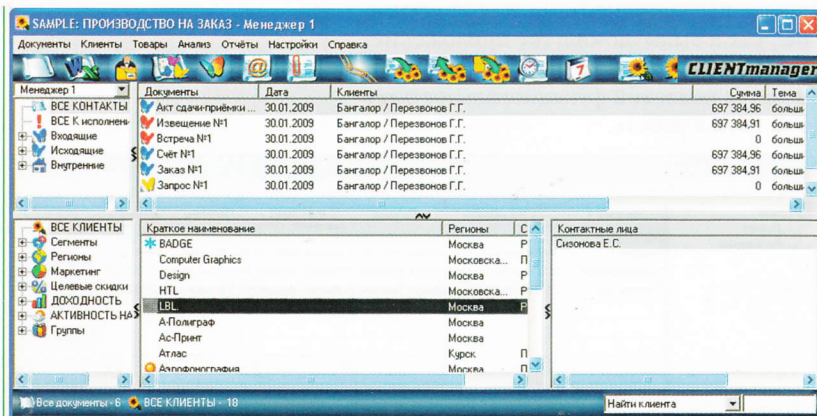 SAMPLE: ПРОИЗВОДСТВО НА ЗАКАЗ - Менеджер 1
Документы Клиенты Товары Анализ Отчёты Настройки Справка
CLIENTmanager
Менеджер 1 Документы Дата Клиенты Сумма Тема
ВСЕ КОНТАКТЫ Акт сдачи-приёмки ... 30.01.2009 Бангалор / Перезвонов Г.Г. 697 384,96 больш
ВСЕ К исполнен Извещение №1 30.01.2009 Бангалор / Перезвонов Г.Г. 697 384,91 больш
Входящие Встреча №1 30.01.2009 Бангалор / Перезвонов Г.Г. 0 больш
Исходящие Счёт №1 30.01.2009 Бангалор / Перезвонов Г.Г. 697 384,96 больш
Внутренние Заказ №1 30.01.2009 Бангалор / Перезвонов Г.Г. 697 384,91 больш
Запрос №1 30.01.2009 Бангалор / Перезвонов Г.Г. 0 больш
ВСЕ КЛИЕНТЫ Краткое наименование Регионы С Контактные лица
Сегменты BADGE Москва Р Сизонова Е.С.
Регионы Computer Graphics Московска... П
Маркетинг Design Москва Р
Целевые скидки HTL Московска... Р
ДОХОДНОСТЬ LBL. Москва Р
АКТИВНОСТЬ НА А-Полиграф Москва
Группы Ас-Принт Москва
Атлас Курск П
Аэрофонография Москва П
Все документы - 6 ВСЕ КЛИЕНТЫ - 18 Найти клиента